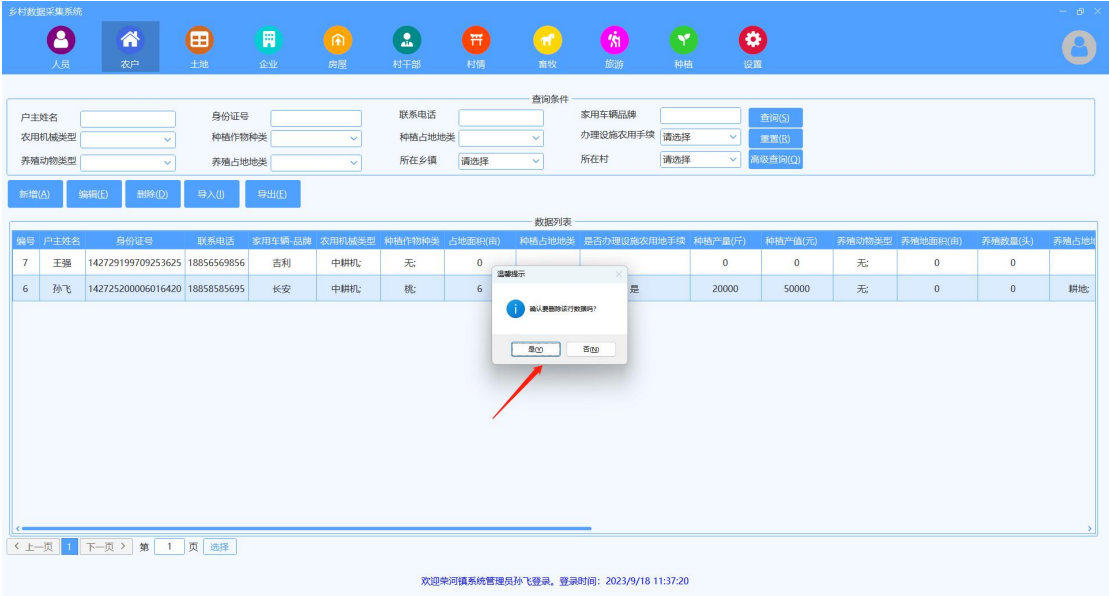 乡村数据采集系统
人员 农户 土地 企业 房屋 村干部 村情 畜牧 旅游 种植 设置
查询条件
户主姓名 身份证号 联系电话 家用车辆品牌 查询(S)
农用机械类型 种植作物种类 种植占地地类 办理设施农用手续 请选择 重置(R)
养殖动物类型 养殖占地地类 所在乡镇 请选择 所在村 请选择 高级查询(Q)
新增(A) 编辑(E) 删除(D) 导入(I) 导出(E)
数据列表
编号 户主姓名 身份证号 联系电话 家用车辆-品牌 农用机械类型 种植作物种类 占地面积(亩) 种植占地地类 是否办理设施农用地手续 种植产量(斤) 种植产值(元) 养殖动物类型 养殖地面积(亩) 养殖数量(头) 养殖占地地
7 王强 142729199709253625 18856569856 吉利 中耕机; 无; 0 0 0 无; 0 0
6 孙飞 142725200006016420 18858585695 长安 中耕机; 桃; 6 是 20000 50000 无; 0 0 耕地;
温馨提示
确认要删除该行数据吗?
是(Y) 否(N)
上一页 1 下一页 第 1 页 选择
欢迎荣河镇系统管理员孙飞登录。登录时间：2023/9/18 11:37:20